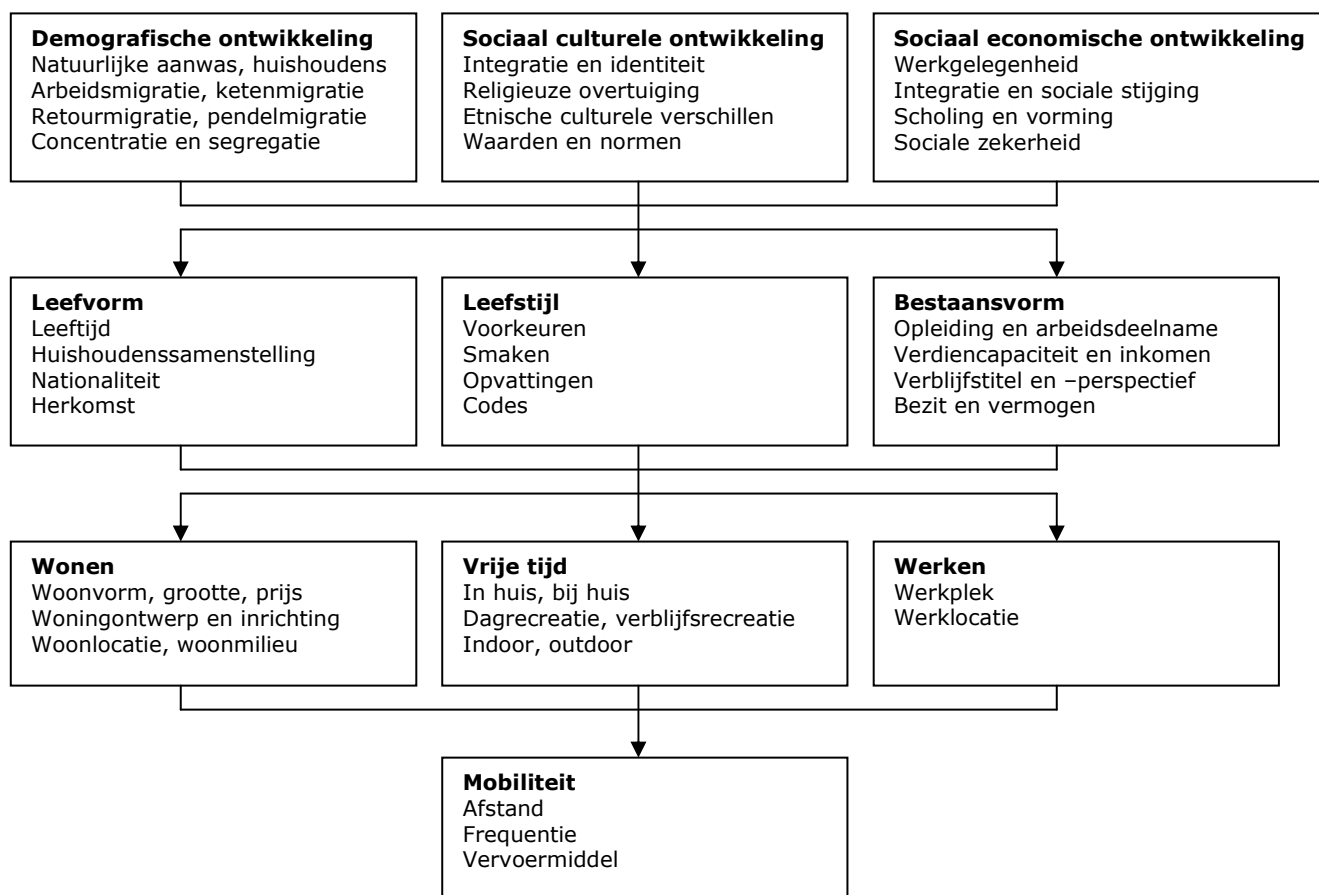 Demografische ontwikkeling
Natuurlijke aanwas, huishoudens
Arbeidsmigratie, ketenmigratie
Retourmigratie, pendelmigratie
Concentratie en segregatie
Sociaal culturele ontwikkeling
Integratie en identiteit
Religieuze overtuiging
Etnische culturele verschillen
Waarden en normen
Sociaal economische ontwikkeling
Werkgelegenheid
Integratie en sociale stijging
Scholing en vorming
Sociale zekerheid
Leefvorm
Leeftijd
Huishoudenssamenstelling
Nationaliteit
Herkomst
Leefstijl
Voorkeuren
Smaken
Opvattingen
Codes
Bestaansvorm
Opleiding en arbeidsdeelname
Verdiencapaciteit en inkomen
Verblijfstitel en –perspectief
Bezit en vermogen
Wonen
Woonvorm, grootte, prijs
Woningontwerp en inrichting
Woonlocatie, woonmilieu
Vrije tijd
In huis, bij huis
Dagrecreatie, verblijfsrecreatie
Indoor, outdoor
Werken
Werkplek
Werklocatie
Mobiliteit
Afstand
Frequentie
Vervoermiddel